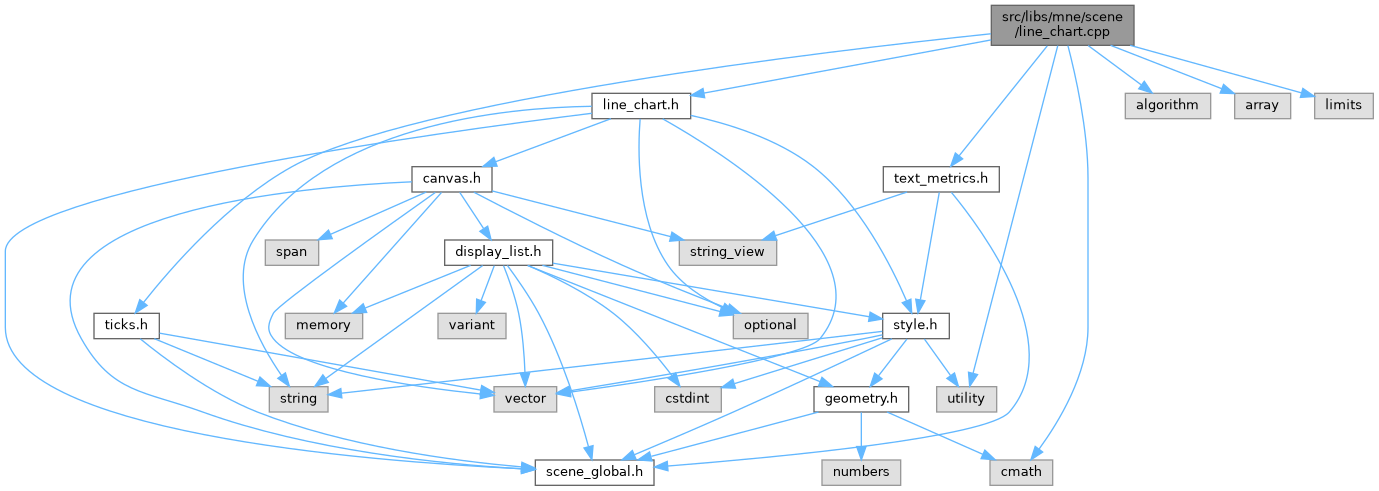 src/libs/mne/scene
/line_chart.cpp
line_chart.h
algorithm
array
limits
canvas.h
text_metrics.h
span
display_list.h
string_view
ticks.h
memory
variant
optional
style.h
string
vector
cstdint
geometry.h
utility
scene_global.h
numbers
cmath